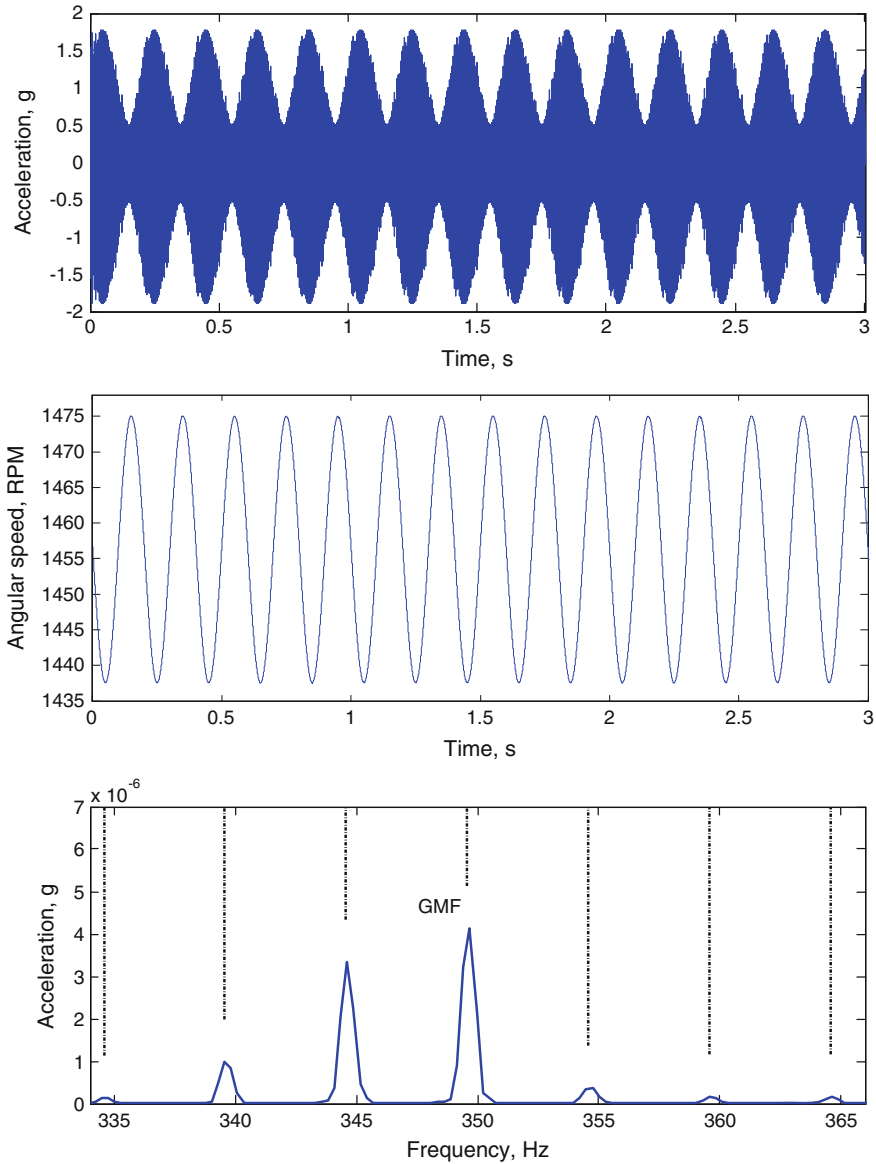 2
1.5
1
0.5
0
-0.5
-1
-1.5
-2
Acceleration, g
0 0.5 1 1.5 2 2.5 3
Time, s
1475
1470
1465
1460
1455
1450
1445
1440
1435
Angular speed, RPM
0 0.5 1 1.5 2 2.5 3
Time, s
x 10⁻⁶
7
6
5
4
3
2
1
0
Acceleration, g
GMF
335 340 345 350 355 360 365
Frequency, Hz